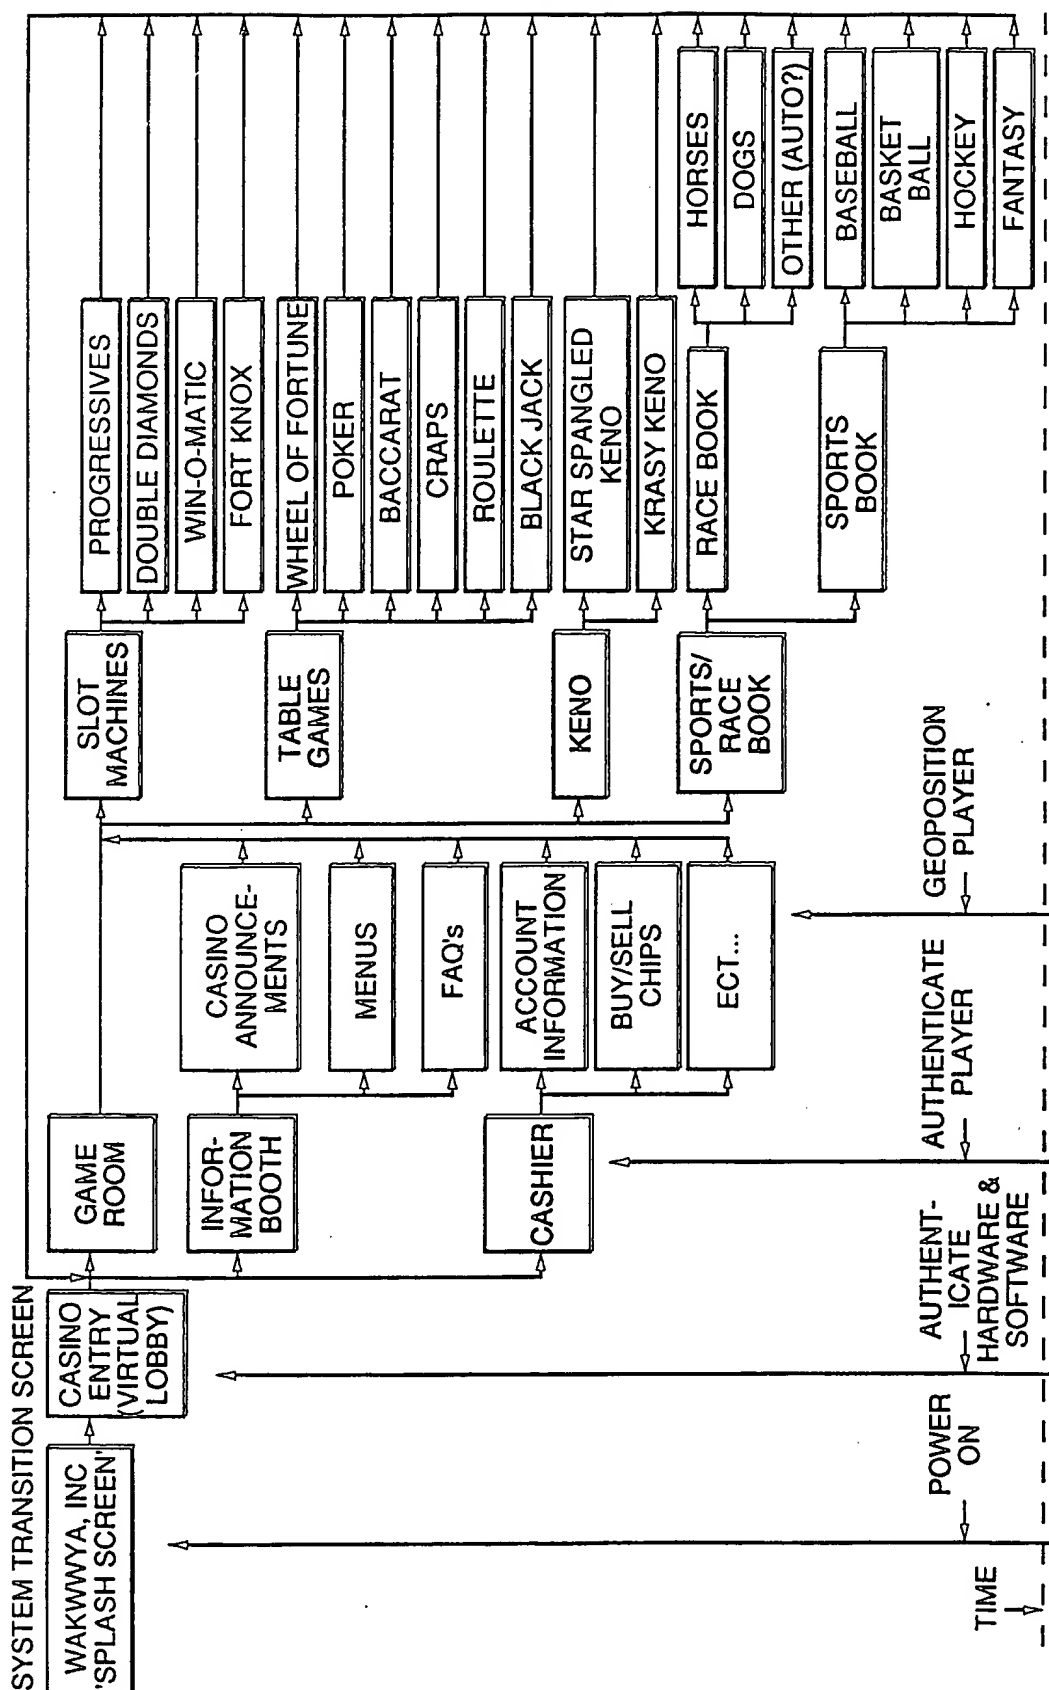 SYSTEM TRANSITION SCREEN
WAKWWYA, INC
'SPLASH SCREEN'
CASINO
ENTRY
(VIRTUAL
LOBBY)
GAME
ROOM
INFOR-
MATION
BOOTH
CASHIER
CASINO
ANNOUNCE-
MENTS
MENUS
FAQ's
ACCOUNT
INFORMATION
BUY/SELL
CHIPS
ECT...
SLOT
MACHINES
TABLE
GAMES
KENO
SPORTS/
RACE
BOOK
PROGRESSIVES
DOUBLE DIAMONDS
WIN-O-MATIC
FORT KNOX
WHEEL OF FORTUNE
POKER
BACCARAT
CRAPS
ROULETTE
BLACK JACK
STAR SPANGLED
KENO
KRASY KENO
RACE BOOK
SPORTS
BOOK
HORSES
DOGS
OTHER (AUTO?)
BASEBALL
BASKET
BALL
HOCKEY
FANTASY
TIME
POWER
ON
AUTHENT-
ICATE
HARDWARE &
SOFTWARE
AUTHENTICATE
PLAYER
GEOPOSITION
PLAYER